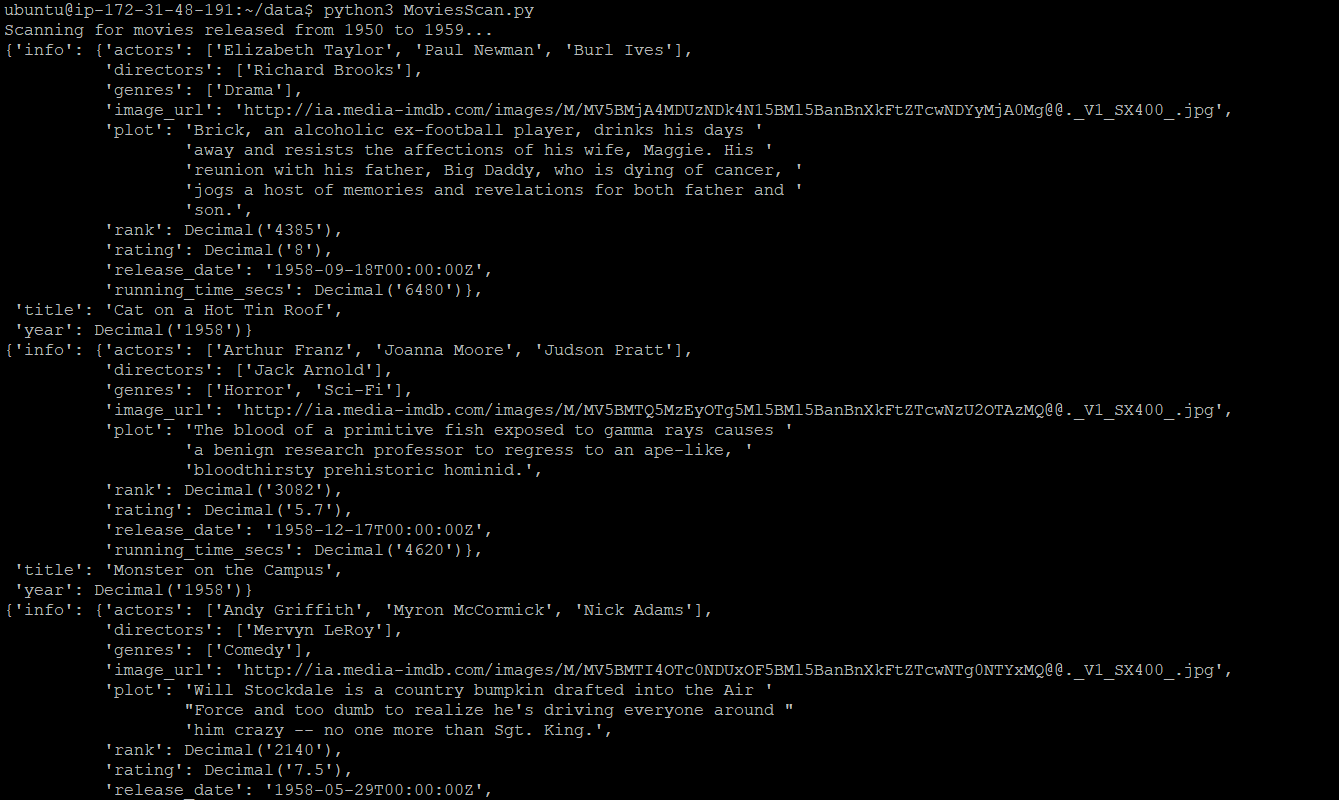 ubuntu@ip-172-31-48-191:~/data$ python3 MoviesScan.py
Scanning for movies released from 1950 to 1959...
{'info': {'actors': ['Elizabeth Taylor', 'Paul Newman', 'Burl Ives'],
          'directors': ['Richard Brooks'],
          'genres': ['Drama'],
          'image_url': 'http://ia.media-imdb.com/images/M/MV5BMjA4MDUzNDk4N15BMl5BanBnXkFtZTcwNDYyMjA0Mg@@._V1_SX400_.jpg',
          'plot': 'Brick, an alcoholic ex-football player, drinks his days '
                  'away and resists the affections of his wife, Maggie. His '
                  'reunion with his father, Big Daddy, who is dying of cancer, '
                  'jogs a host of memories and revelations for both father and '
                  'son.',
          'rank': Decimal('4385'),
          'rating': Decimal('8'),
          'release_date': '1958-09-18T00:00:00Z',
          'running_time_secs': Decimal('6480')},
 'title': 'Cat on a Hot Tin Roof',
 'year': Decimal('1958')}
{'info': {'actors': ['Arthur Franz', 'Joanna Moore', 'Judson Pratt'],
          'directors': ['Jack Arnold'],
          'genres': ['Horror', 'Sci-Fi'],
          'image_url': 'http://ia.media-imdb.com/images/M/MV5BMTQ5MzEyOTg5Ml5BMl5BanBnXkFtZTcwNzU2OTAzMQ@@._V1_SX400_.jpg',
          'plot': 'The blood of a primitive fish exposed to gamma rays causes '
                  'a benign research professor to regress to an ape-like, '
                  'bloodthirsty prehistoric hominid.',
          'rank': Decimal('3082'),
          'rating': Decimal('5.7'),
          'release_date': '1958-12-17T00:00:00Z',
          'running_time_secs': Decimal('4620')},
 'title': 'Monster on the Campus',
 'year': Decimal('1958')}
{'info': {'actors': ['Andy Griffith', 'Myron McCormick', 'Nick Adams'],
          'directors': ['Mervyn LeRoy'],
          'genres': ['Comedy'],
          'image_url': 'http://ia.media-imdb.com/images/M/MV5BMTI4OTc0NDUxOF5BMl5BanBnXkFtZTcwNTg0NTYxMQ@@._V1_SX400_.jpg',
          'plot': 'Will Stockdale is a country bumpkin drafted into the Air '
                  "Force and too dumb to realize he's driving everyone around "
                  'him crazy -- no one more than Sgt. King.',
          'rank': Decimal('2140'),
          'rating': Decimal('7.5'),
          'release_date': '1958-05-29T00:00:00Z',